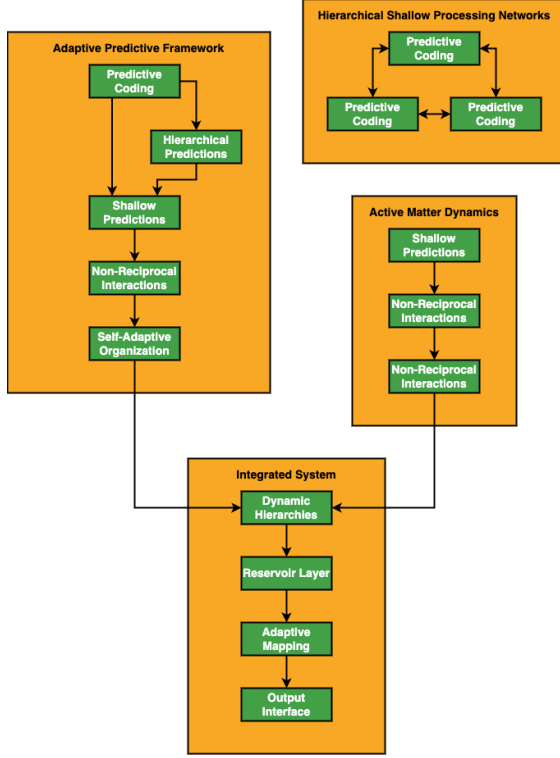 Hierarchical Shallow Processing Networks
Predictive
Coding
Predictive
Coding
Predictive
Coding
Adaptive Predictive Framework
Predictive
Coding
Hierarchical
Predictions
Shallow
Predictions
Non-Reciprocal
Interactions
Self-Adaptive
Organization
Active Matter Dynamics
Shallow
Predictions
Non-Reciprocal
Interactions
Non-Reciprocal
Interactions
Integrated System
Dynamic
Hierarchies
Reservoir Layer
Adaptive
Mapping
Output
Interface